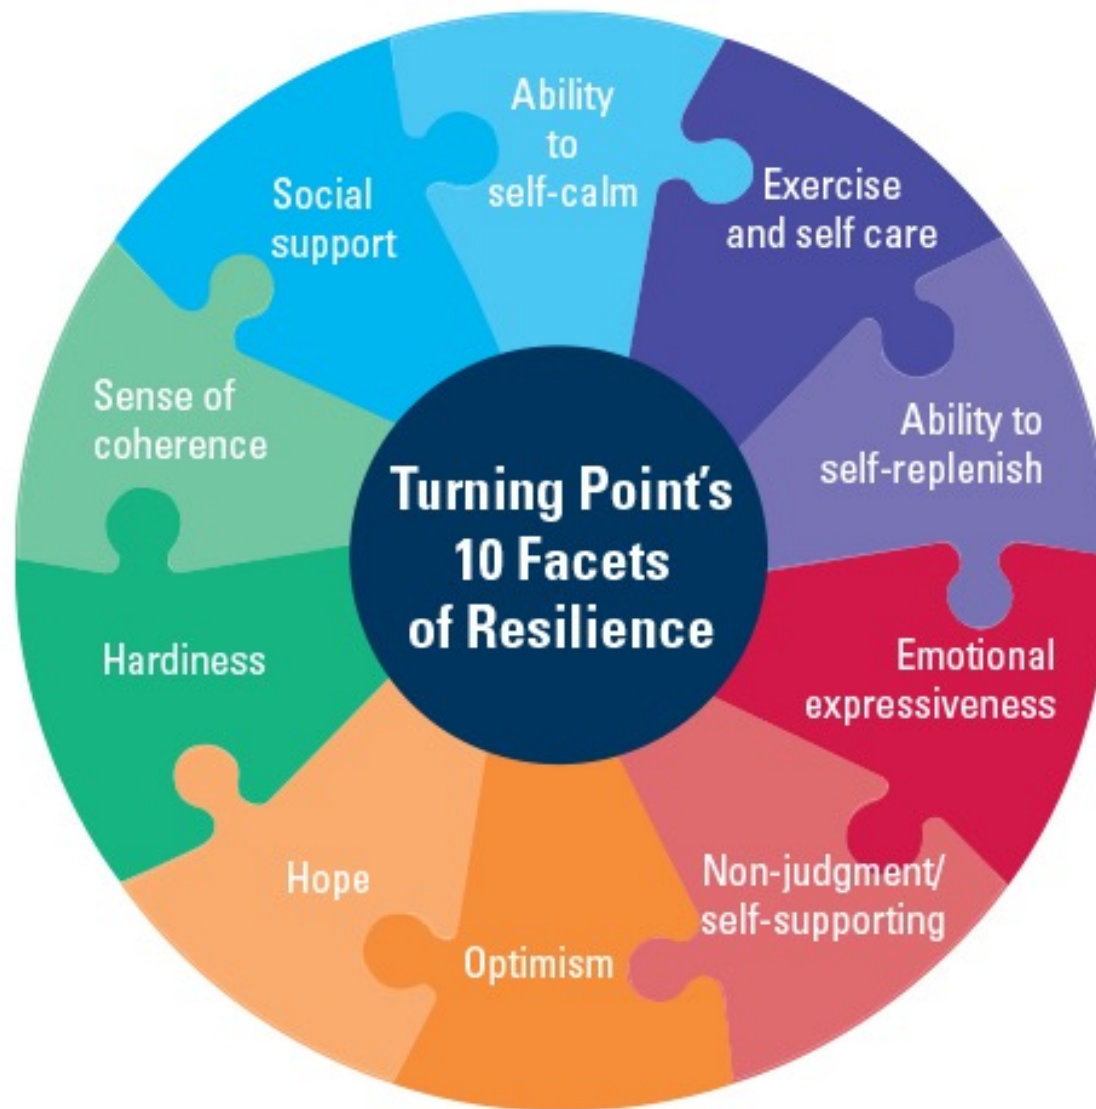 Ability
to
self-calm
Exercise
and self care
Ability to
self-replenish
Emotional
expressiveness
Non-judgment/
self-supporting
Optimism
Hope
Hardiness
Sense of
coherence
Social
support
Turning Point's
10 Facets
of Resilience